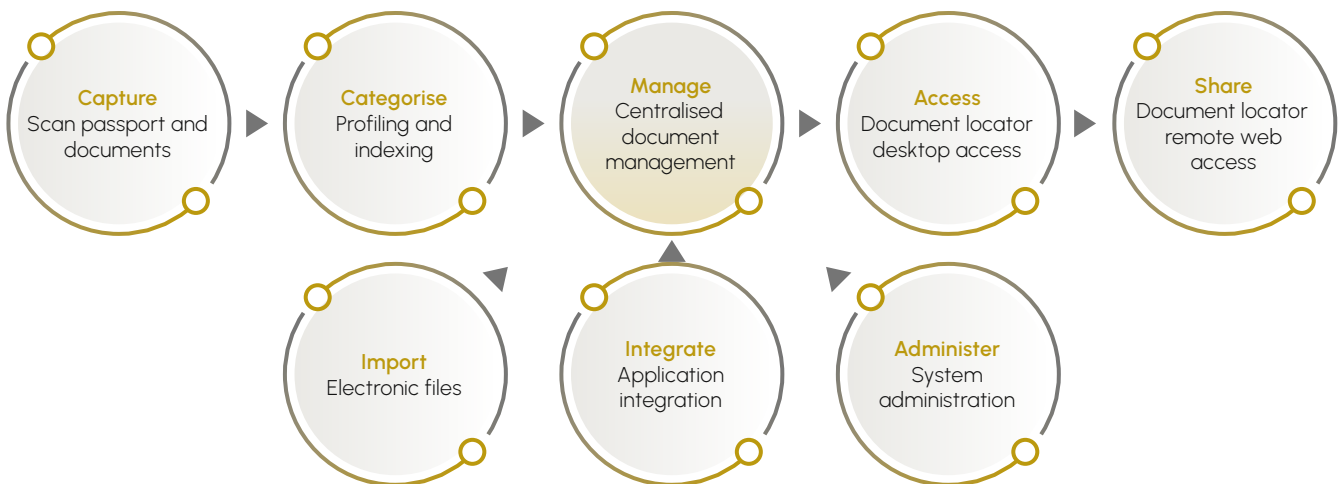 Capture
Scan passport and
documents
Categorise
Profiling and
indexing
Manage
Centralised
document
management
Access
Document locator
desktop access
Share
Document locator
remote web
access
Import
Electronic files
Integrate
Application
integration
Administer
System
administration